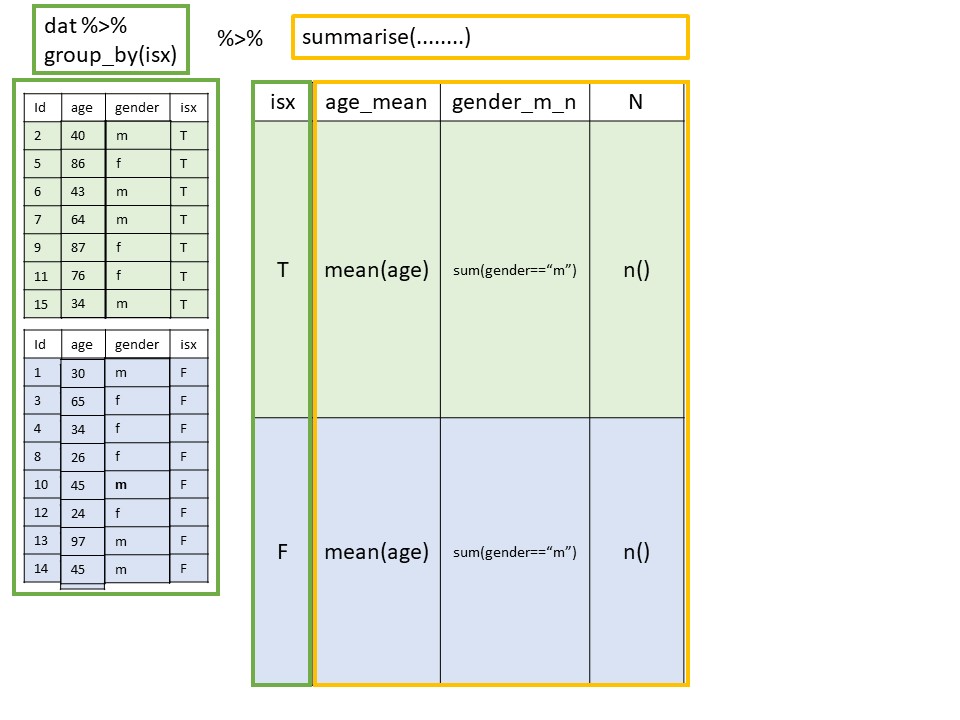 dat %>%
group_by(isx)
%>%
summarise(........)
Id age gender isx
2 40 m T
5 86 f T
6 43 m T
7 64 m T
9 87 f T
11 76 f T
15 34 m T
Id age gender isx
1 30 m F
3 65 f F
4 34 f F
8 26 f F
10 45 m F
12 24 f F
13 97 m F
14 45 m F
isx age_mean gender_m_n N
T mean(age) sum(gender==“m”) n()
F mean(age) sum(gender==“m”) n()